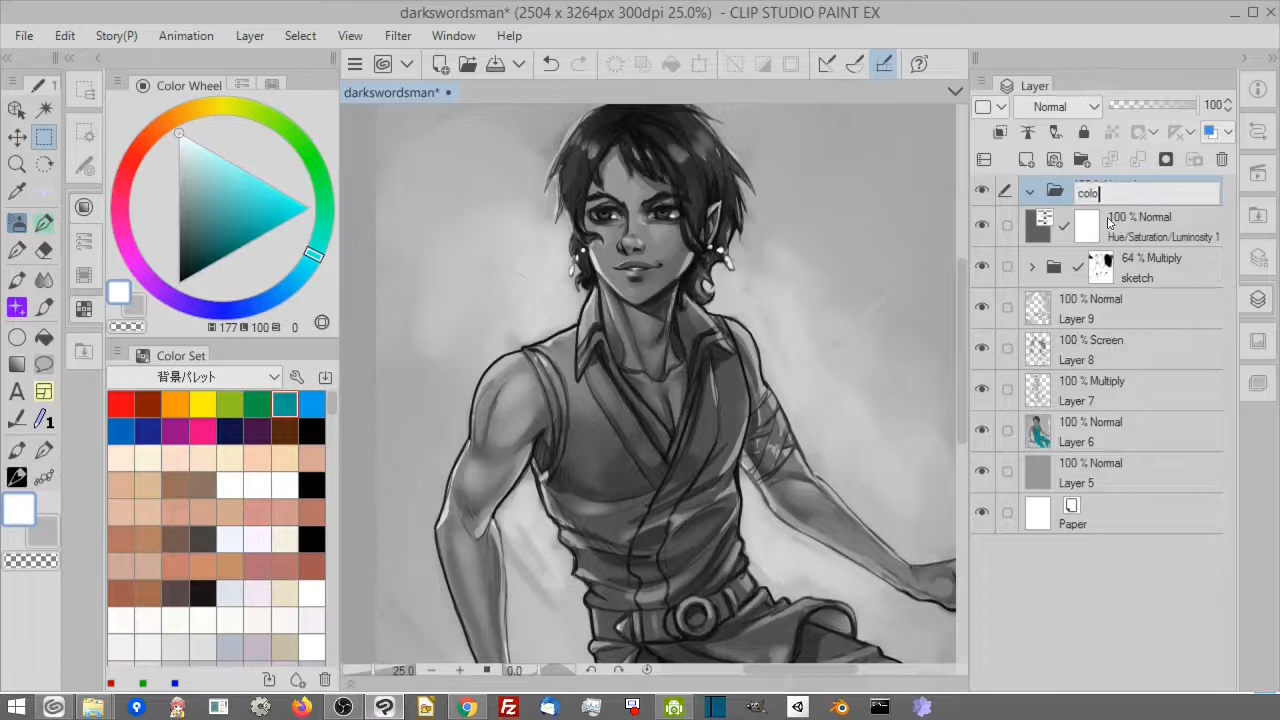 darkswordsman* (2504 x 3264px 300dpi 25.0%) - CLIP STUDIO PAINT EX
File Edit Story(P) Animation Layer Select View Filter Window Help
darkswordsman*
Color Wheel
177 L 100 S 0
Color Set
背景パレット
A
1
25.0
0.0
Layer
Normal 100
colo
100 % Normal
Hue/Saturation/Luminosity 1
64 % Multiply
sketch
100 % Normal
Layer 9
100 % Screen
Layer 8
100 % Multiply
Layer 7
100 % Normal
Layer 6
100 % Normal
Layer 5
Paper